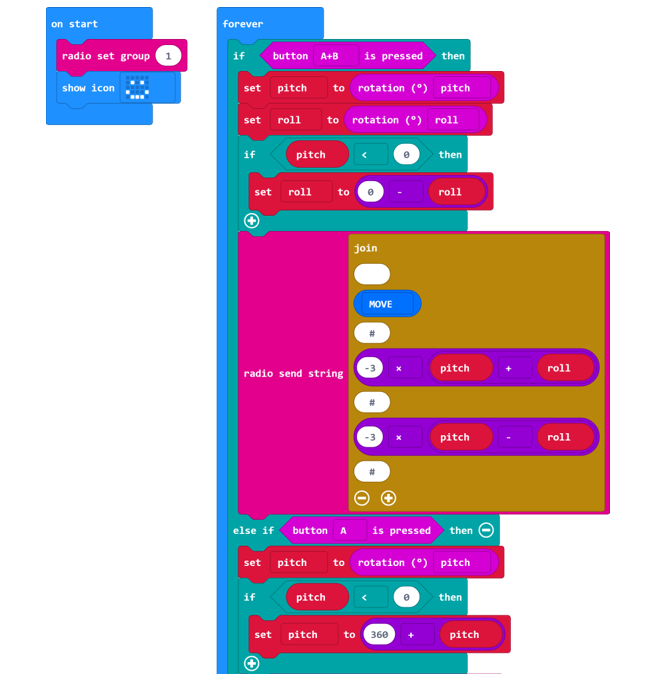 on start
radio set group 1
show icon
forever
if button A+B is pressed then
set pitch to rotation (°) pitch
set roll to rotation (°) roll
if pitch < 0 then
set roll to 0 - roll
radio send string
join
MOVE
#
-3 × pitch + roll
#
-3 × pitch - roll
#
else if button A is pressed then
set pitch to rotation (°) pitch
if pitch < 0 then
set pitch to 360 + pitch